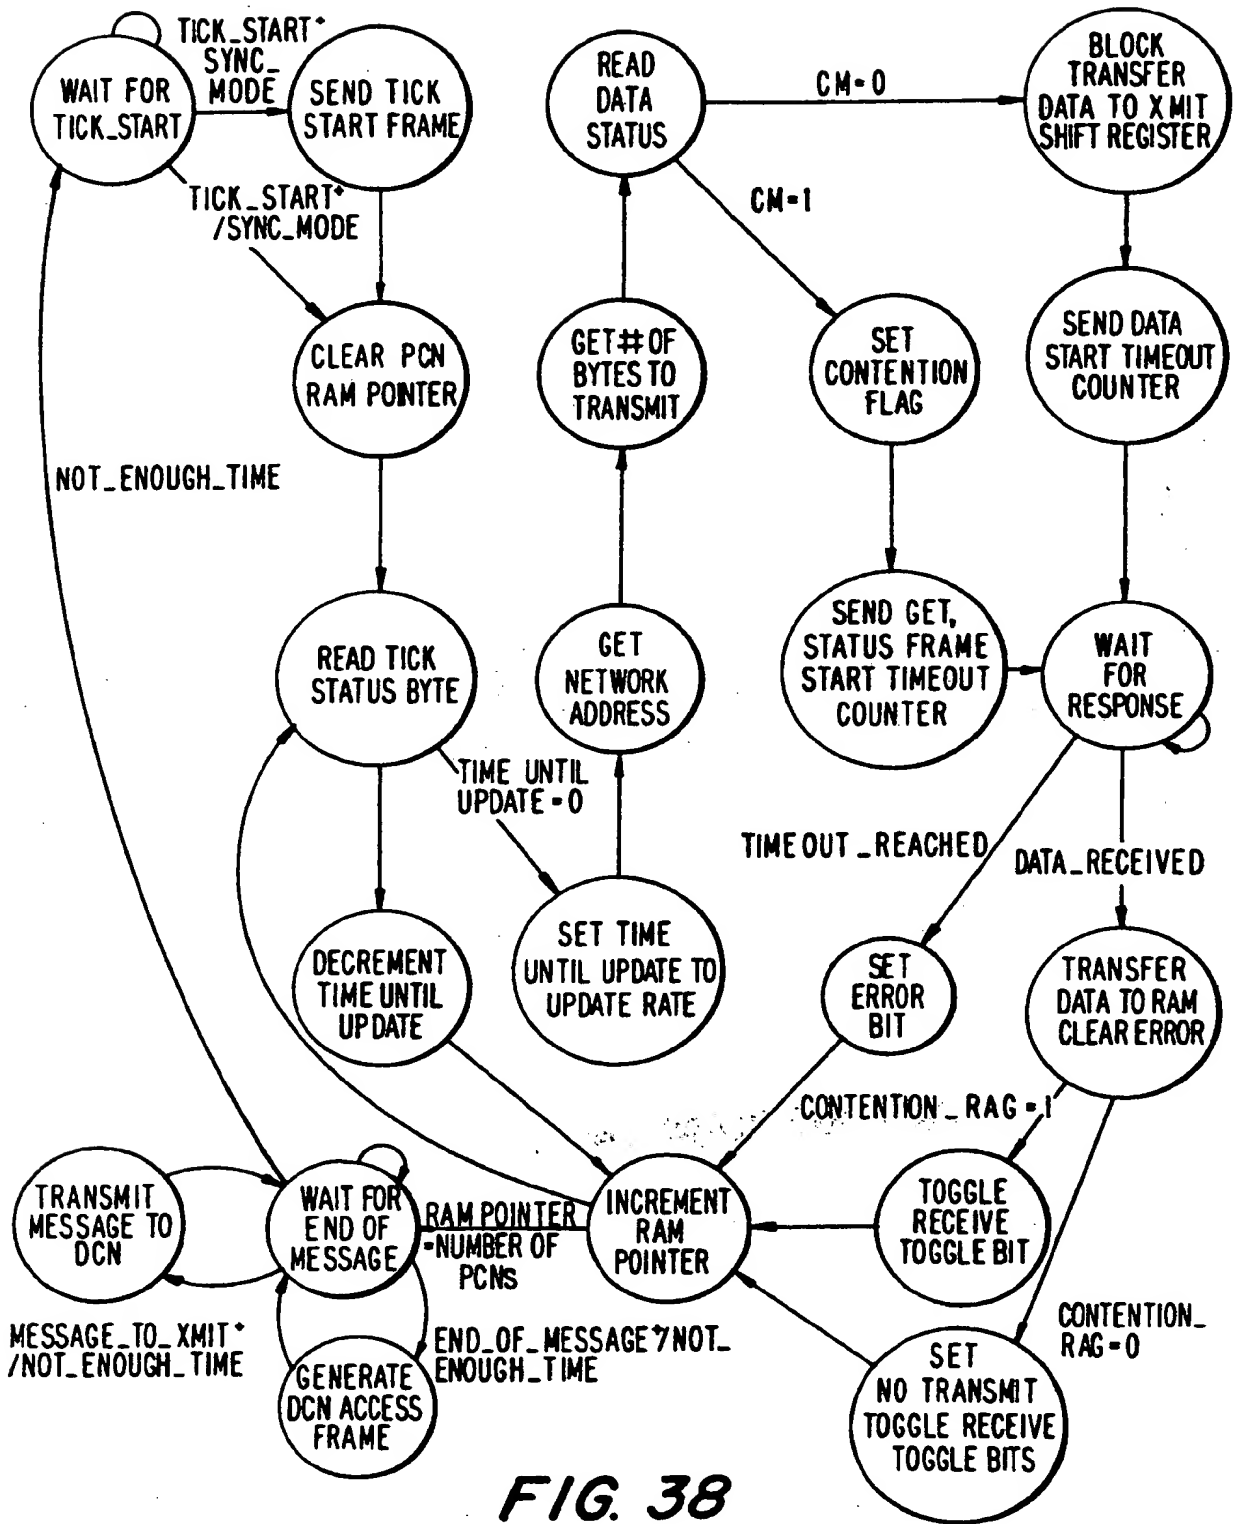 WAIT FOR
TICK_START
TICK_START*
SYNC_
MODE
SEND TICK
START FRAME
TICK_START*
/SYNC_MODE
CLEAR PCN
RAM POINTER
NOT_ENOUGH_TIME
READ TICK
STATUS BYTE
TIME UNTIL
UPDATE=0
DECREMENT
TIME UNTIL
UPDATE
SET TIME
UNTIL UPDATE TO
UPDATE RATE
GET
NETWORK
ADDRESS
GET # OF
BYTES TO
TRANSMIT
READ
DATA
STATUS
CM=0
CM=1
BLOCK
TRANSFER
DATA TO XMIT
SHIFT REGISTER
SEND DATA
START TIMEOUT
COUNTER
SET
CONTENTION
FLAG
SEND GET,
STATUS FRAME
START TIMEOUT
COUNTER
WAIT
FOR
RESPONSE
TIMEOUT_REACHED
DATA_RECEIVED
SET
ERROR
BIT
TRANSFER
DATA TO RAM
CLEAR ERROR
CONTENTION_RAG=1
TOGGLE
RECEIVE
TOGGLE BIT
CONTENTION_
RAG=0
SET
NO TRANSMIT
TOGGLE RECEIVE
TOGGLE BITS
INCREMENT
RAM
POINTER
RAM POINTER
=NUMBER OF
PCNs
WAIT FOR
END OF
MESSAGE
TRANSMIT
MESSAGE TO
DCN
MESSAGE_TO_XMIT*
/NOT_ENOUGH_TIME
END_OF_MESSAGE*/NOT_
ENOUGH_TIME
GENERATE
DCN ACCESS
FRAME
FIG. 38